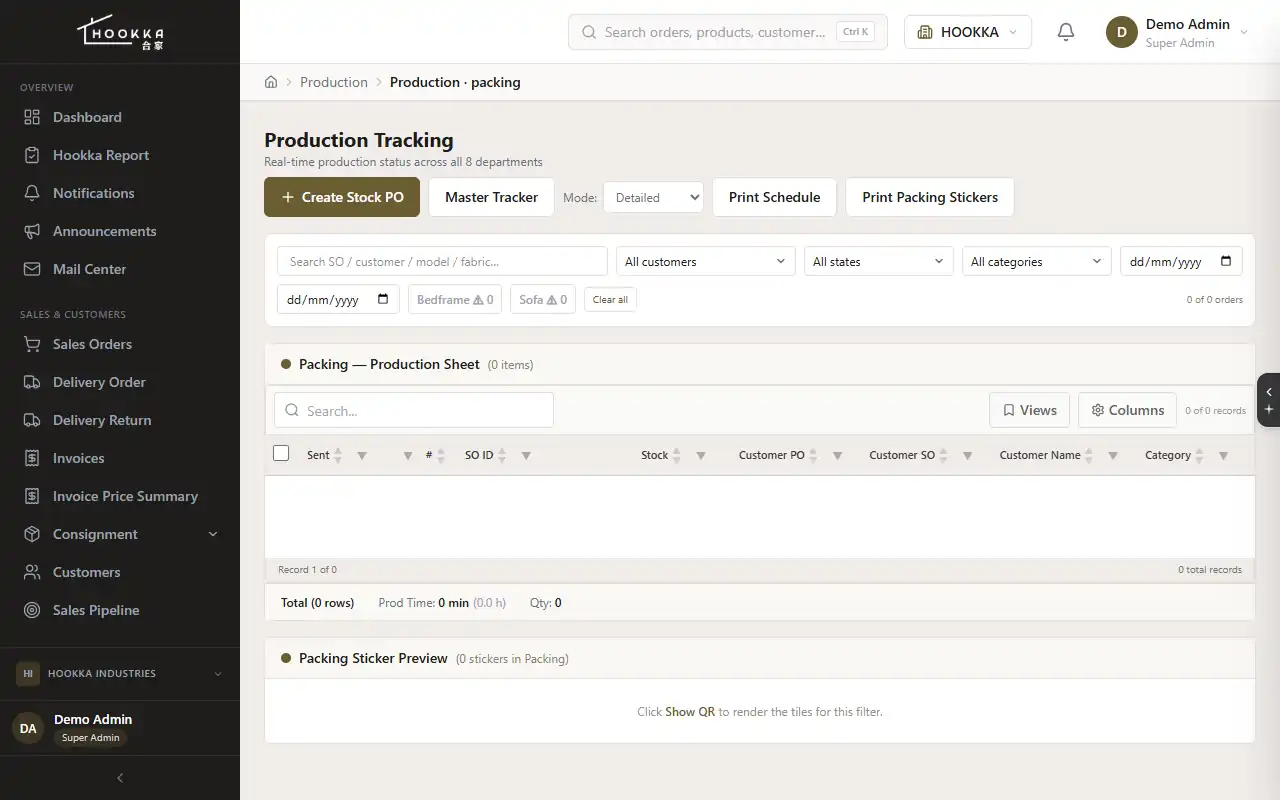 HOOKKA
合家
Search orders, products, customer... Ctrl K
HOOKKA
D
Demo Admin
Super Admin
OVERVIEW
Dashboard
Hookka Report
Notifications
Announcements
Mail Center
SALES & CUSTOMERS
Sales Orders
Delivery Order
Delivery Return
Invoices
Invoice Price Summary
Consignment
Customers
Sales Pipeline
HI HOOKKA INDUSTRIES
DA
Demo Admin
Super Admin
Production Production · packing
Production Tracking
Real-time production status across all 8 departments
+ Create Stock PO Master Tracker Mode: Detailed Print Schedule Print Packing Stickers
Search SO / customer / model / fabric... All customers All states All categories dd/mm/yyyy
dd/mm/yyyy Bedframe ⚠ 0 Sofa ⚠ 0 Clear all 0 of 0 orders
Packing — Production Sheet (0 items)
Search... Views Columns 0 of 0 records
Sent # SO ID Stock Customer PO Customer SO Customer Name Category
Record 1 of 0 0 total records
Total (0 rows) Prod Time: 0 min (0.0 h) Qty: 0
Packing Sticker Preview (0 stickers in Packing)
Click Show QR to render the tiles for this filter.